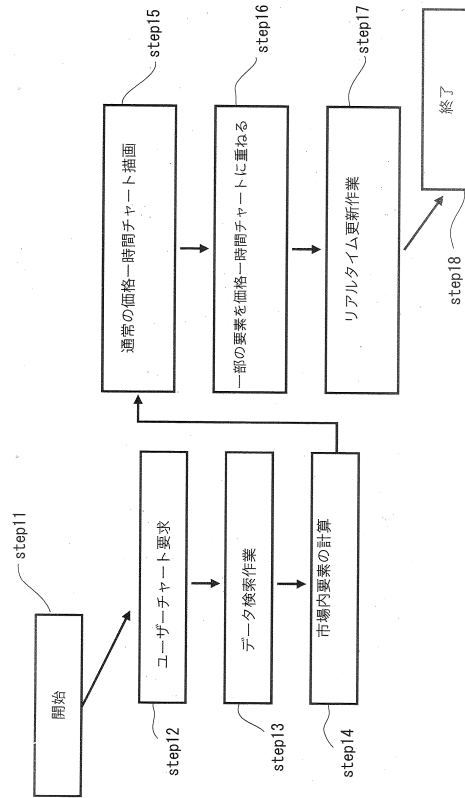 開始
step11
ユーザーチャート要求
step12
データ検索作業
step13
市場内要素の計算
step14
通常の価格ー時間チャート描画
step15
一部の要素を価格ー時間チャートに重ねる
step16
リアルタイム更新作業
step17
終了
step18